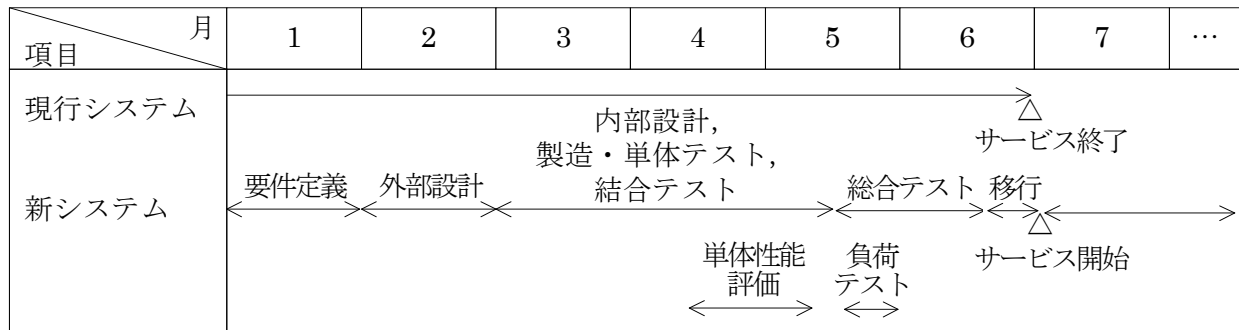 月
項目
1 2 3 4 5 6 7 …
現行システム
サービス終了
内部設計,
製造・単体テスト,
結合テスト
新システム
要件定義 外部設計 総合テスト 移行
サービス開始
単体性能
評価
負荷
テスト